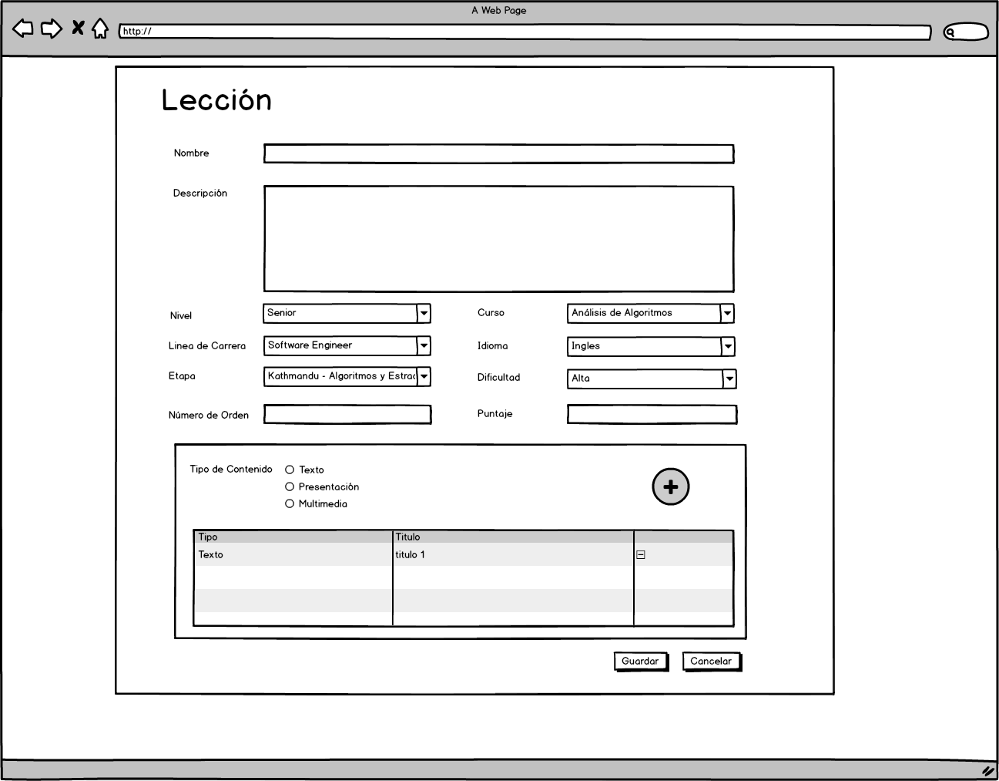 A Web Page
http://
Lección
Nombre
Descripción
Nivel Senior Curso Análisis de Algoritmos
Linea de Carrera Software Engineer Idioma Ingles
Etapa Kathmandu - Algoritmos y Estrac Dificultad Alta
Número de Orden Puntaje
Tipo de Contenido Texto
Presentación
Multimedia
Tipo Titulo
Texto titulo 1
Guardar Cancelar